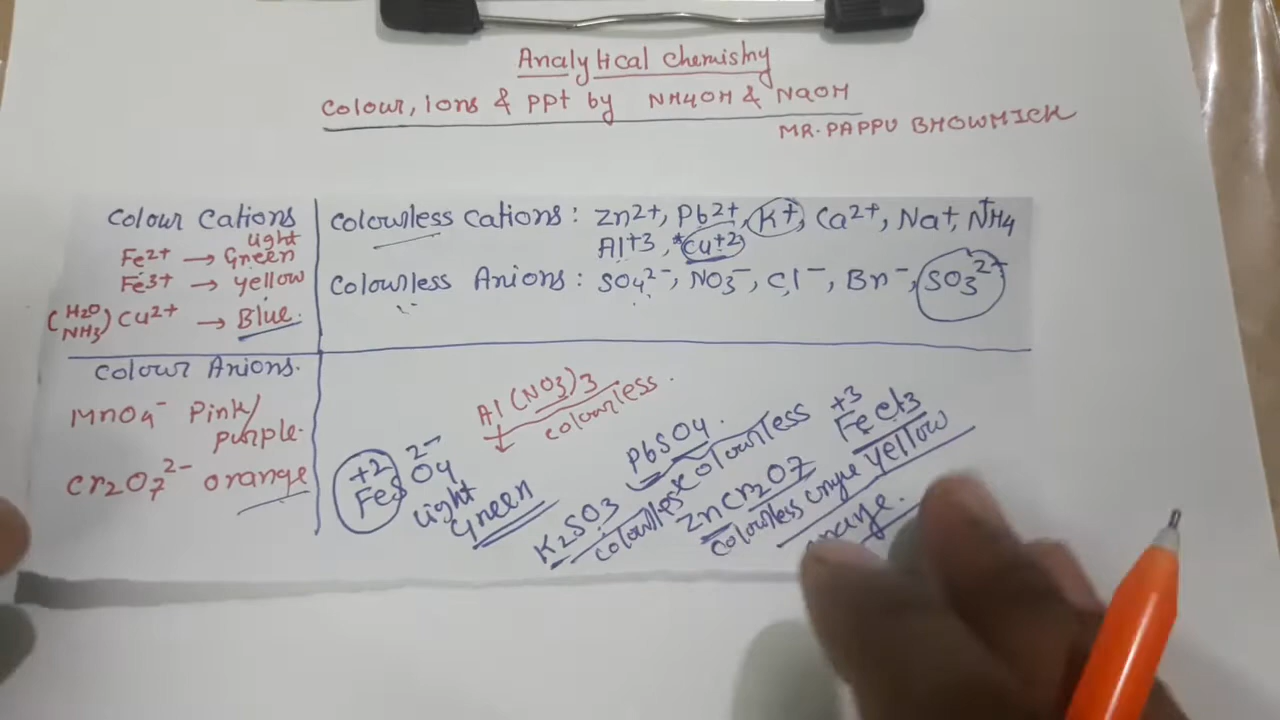 Analytical Chemistry
Colour, ions & ppt by NH4OH & NaOH
MR. PAPPU BHOWMICK
Colour Cations
Fe2+ → Light Green
Fe3+ → yellow
(H2O NH3) Cu2+ → Blue.
Colourless Cations : Zn2+, Pb2+, K+, Ca2+, Na+, NH4+
Al+3, *Cu+2
Colourless Anions : SO4 2-, NO3-, Cl-, Br-, SO3 2-
Colour Anions.
MnO4- Pink/
purple.
Cr2O7 2- orange
Al(NO3)3
colourless.
+2 2-
FeSO4
Light
Green
K2SO3
colourless
PbSO4.
colourless
ZnCr2O7
colourless
orange.
+3
FeCl3
yellow